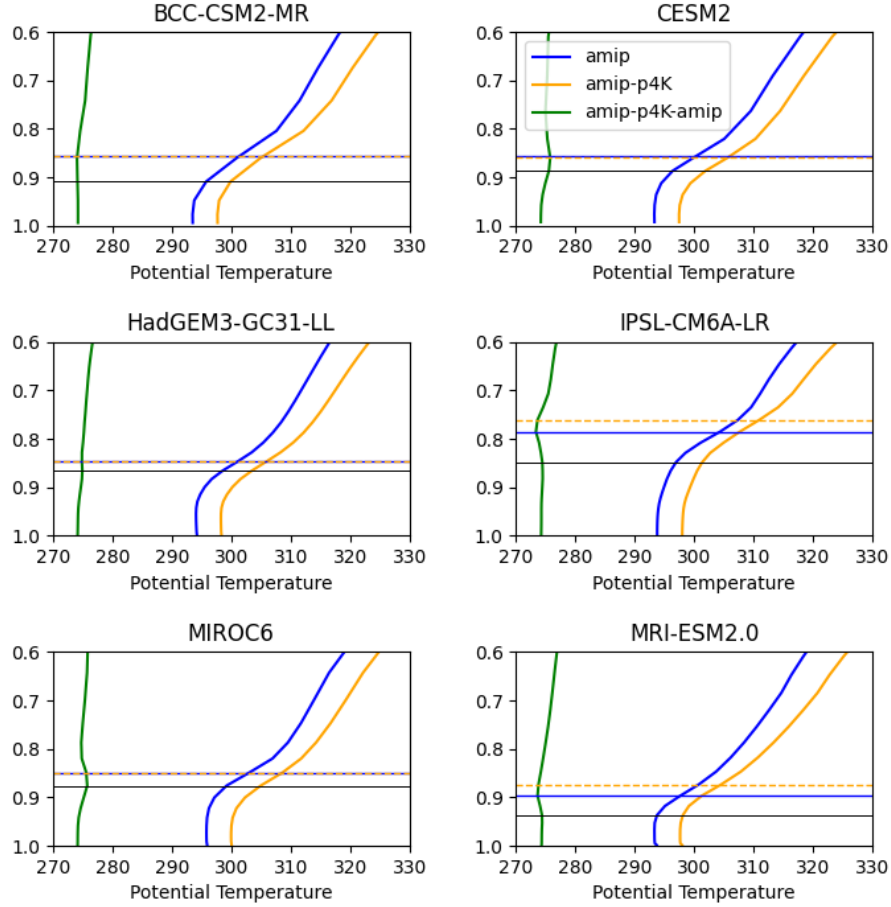 BCC-CSM2-MR
0.6
0.7
0.8
0.9
1.0
270 280 290 300 310 320 330
Potential Temperature
CESM2
amip
amip-p4K
amip-p4K-amip
0.6
0.7
0.8
0.9
1.0
270 280 290 300 310 320 330
Potential Temperature
HadGEM3-GC31-LL
0.6
0.7
0.8
0.9
1.0
270 280 290 300 310 320 330
Potential Temperature
IPSL-CM6A-LR
0.6
0.7
0.8
0.9
1.0
270 280 290 300 310 320 330
Potential Temperature
MIROC6
0.6
0.7
0.8
0.9
1.0
270 280 290 300 310 320 330
Potential Temperature
MRI-ESM2.0
0.6
0.7
0.8
0.9
1.0
270 280 290 300 310 320 330
Potential Temperature